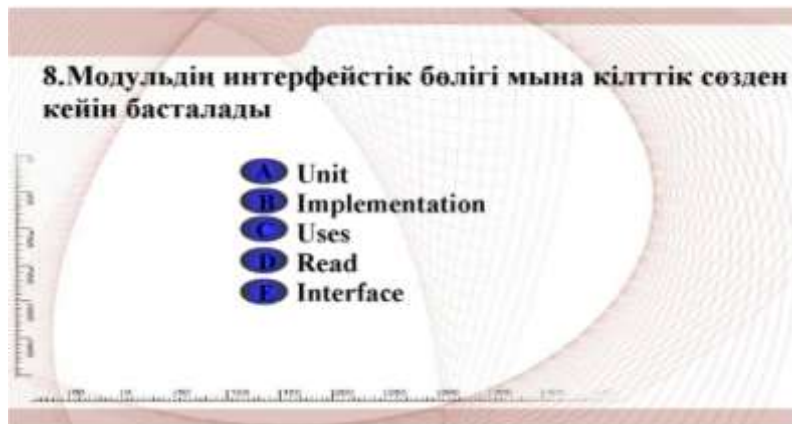 8.Модульдің интерфейстік бөлігі мына кілттік сөзден
кейін басталады
A Unit
B Implementation
C Uses
D Read
E Interface